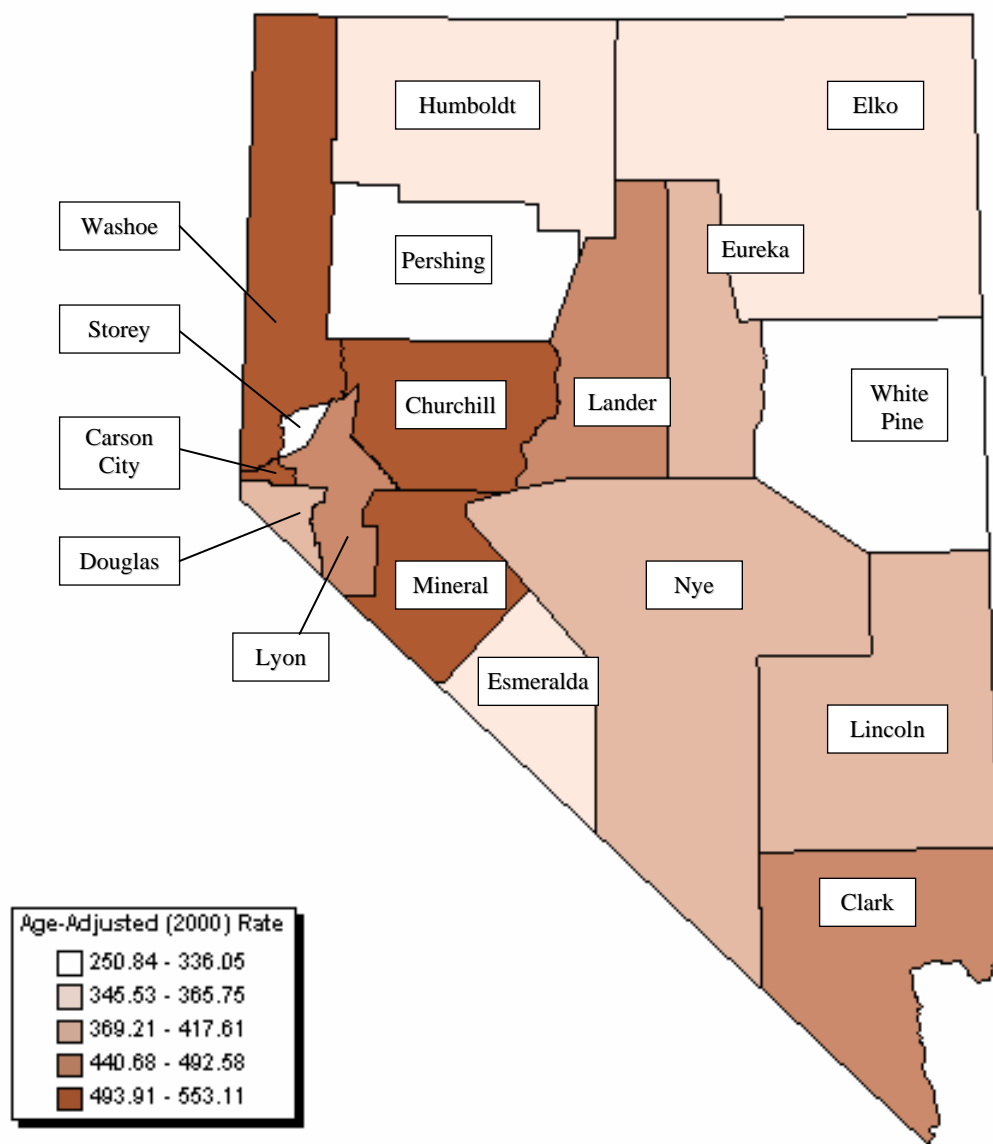 Humboldt
Elko
Washoe
Pershing
Eureka
Storey
Churchill
Lander
White
Pine
Carson
City
Douglas
Mineral
Nye
Lyon
Esmeralda
Lincoln
Clark
Age-Adjusted (2000) Rate
250.84 - 336.05
345.53 - 365.75
369.21 - 417.61
440.68 - 492.58
493.91 - 553.11